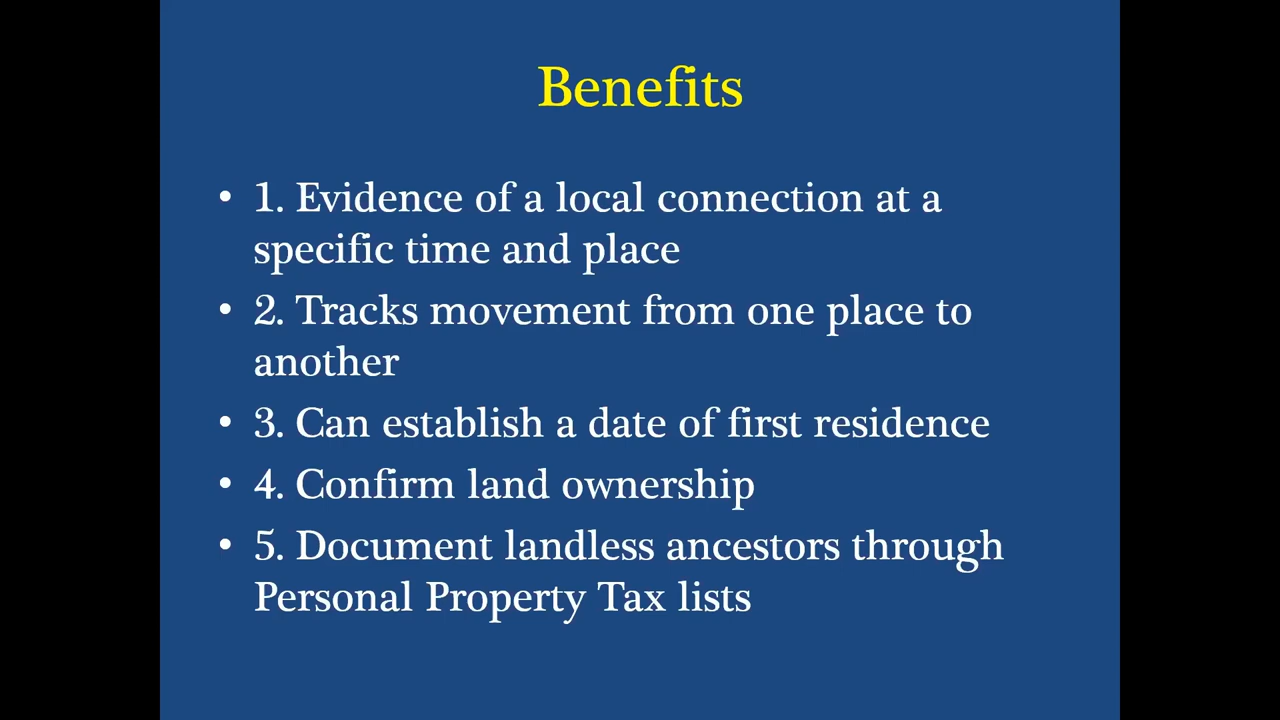 Benefits
• 1. Evidence of a local connection at a
specific time and place
• 2. Tracks movement from one place to
another
• 3. Can establish a date of first residence
• 4. Confirm land ownership
• 5. Document landless ancestors through
Personal Property Tax lists